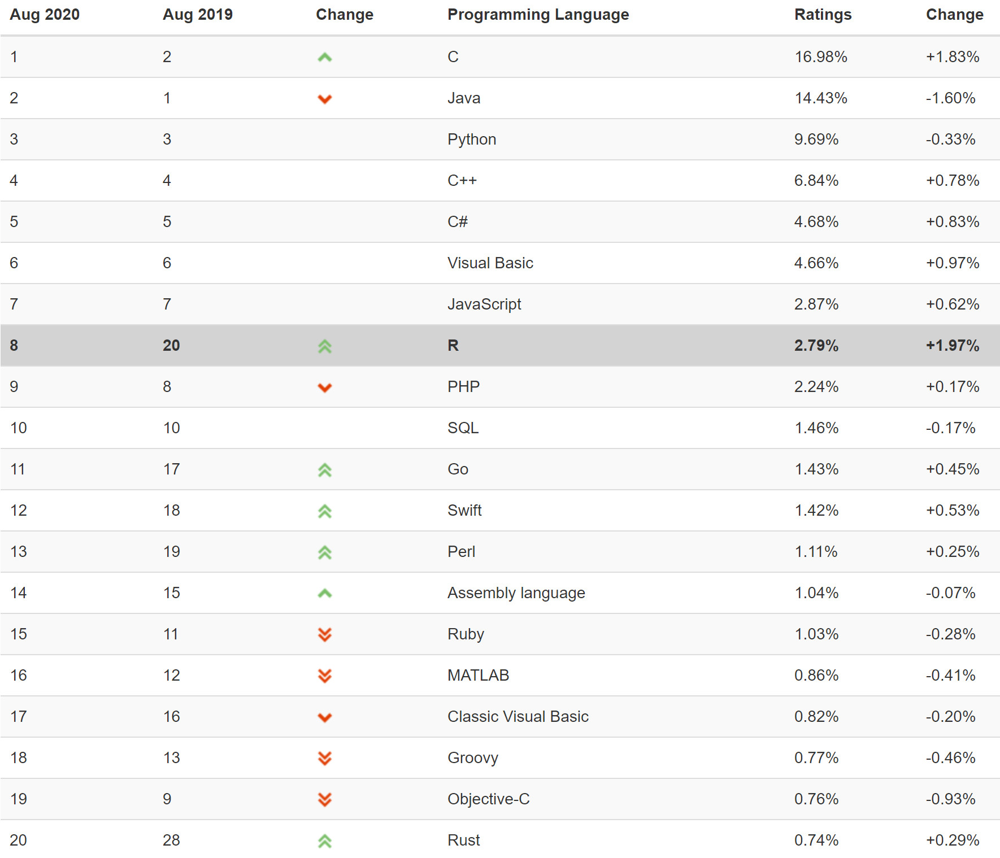 Aug 2020 Aug 2019 Change Programming Language Ratings Change
1 2 C 16.98% +1.83%
2 1 Java 14.43% -1.60%
3 3 Python 9.69% -0.33%
4 4 C++ 6.84% +0.78%
5 5 C# 4.68% +0.83%
6 6 Visual Basic 4.66% +0.97%
7 7 JavaScript 2.87% +0.62%
8 20 R 2.79% +1.97%
9 8 PHP 2.24% +0.17%
10 10 SQL 1.46% -0.17%
11 17 Go 1.43% +0.45%
12 18 Swift 1.42% +0.53%
13 19 Perl 1.11% +0.25%
14 15 Assembly language 1.04% -0.07%
15 11 Ruby 1.03% -0.28%
16 12 MATLAB 0.86% -0.41%
17 16 Classic Visual Basic 0.82% -0.20%
18 13 Groovy 0.77% -0.46%
19 9 Objective-C 0.76% -0.93%
20 28 Rust 0.74% +0.29%